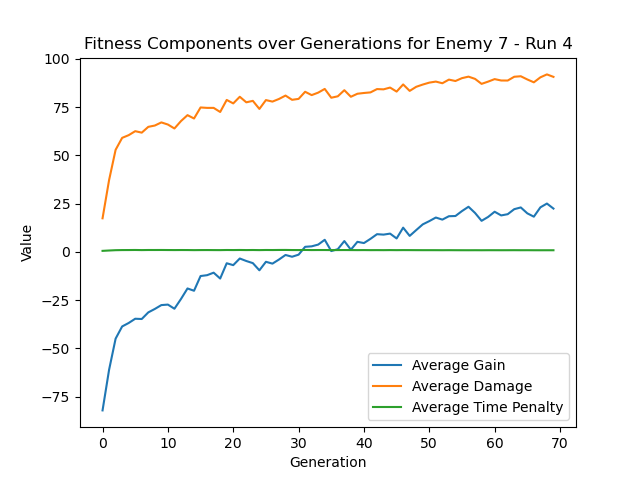 Fitness Components over Generations for Enemy 7 - Run 4
100
75
50
25
0
−25
−50
−75
Value
0 10 20 30 40 50 60 70
Generation
Average Gain
Average Damage
Average Time Penalty